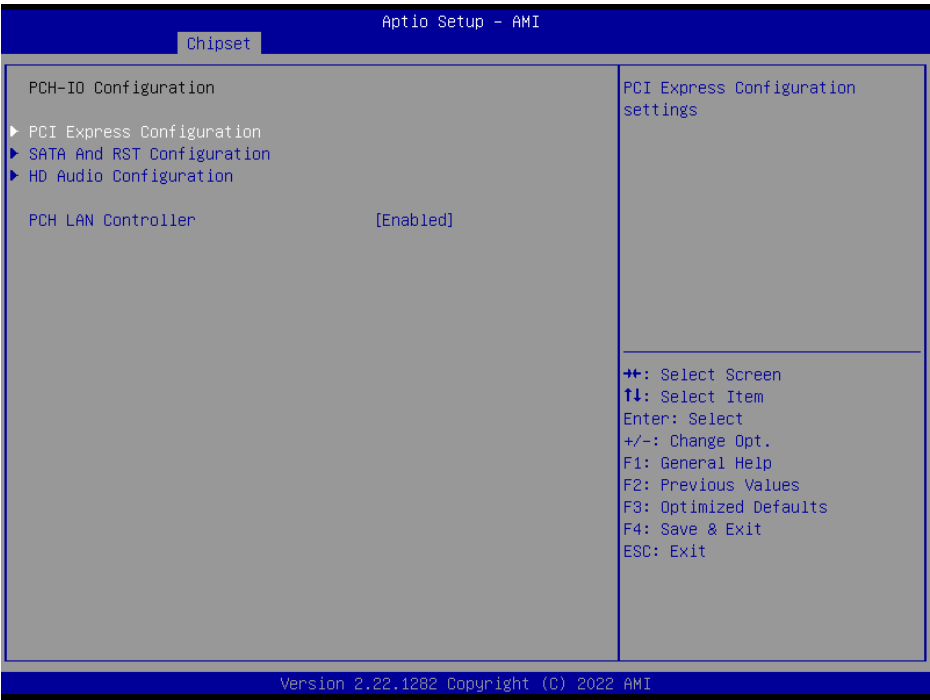 Aptio Setup - AMI
Chipset
PCH-IO Configuration
PCI Express Configuration
SATA And RST Configuration
HD Audio Configuration
PCH LAN Controller [Enabled]
PCI Express Configuration
settings
→←: Select Screen
↑↓: Select Item
Enter: Select
+/-: Change Opt.
F1: General Help
F2: Previous Values
F3: Optimized Defaults
F4: Save & Exit
ESC: Exit
Version 2.22.1282 Copyright (C) 2022 AMI